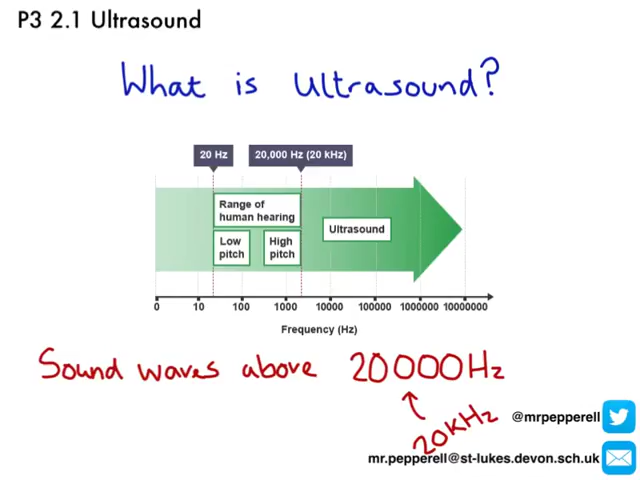 P3 2.1 Ultrasound
What is Ultrasound?
20 Hz
20,000 Hz (20 kHz)
Range of
human hearing
Low
pitch
High
pitch
Ultrasound
0 10 100 1000 10000 100000 1000000 10000000
Frequency (Hz)
Sound waves above 20000Hz
20KHz
@mrpepperell
mr.pepperell@st-lukes.devon.sch.uk